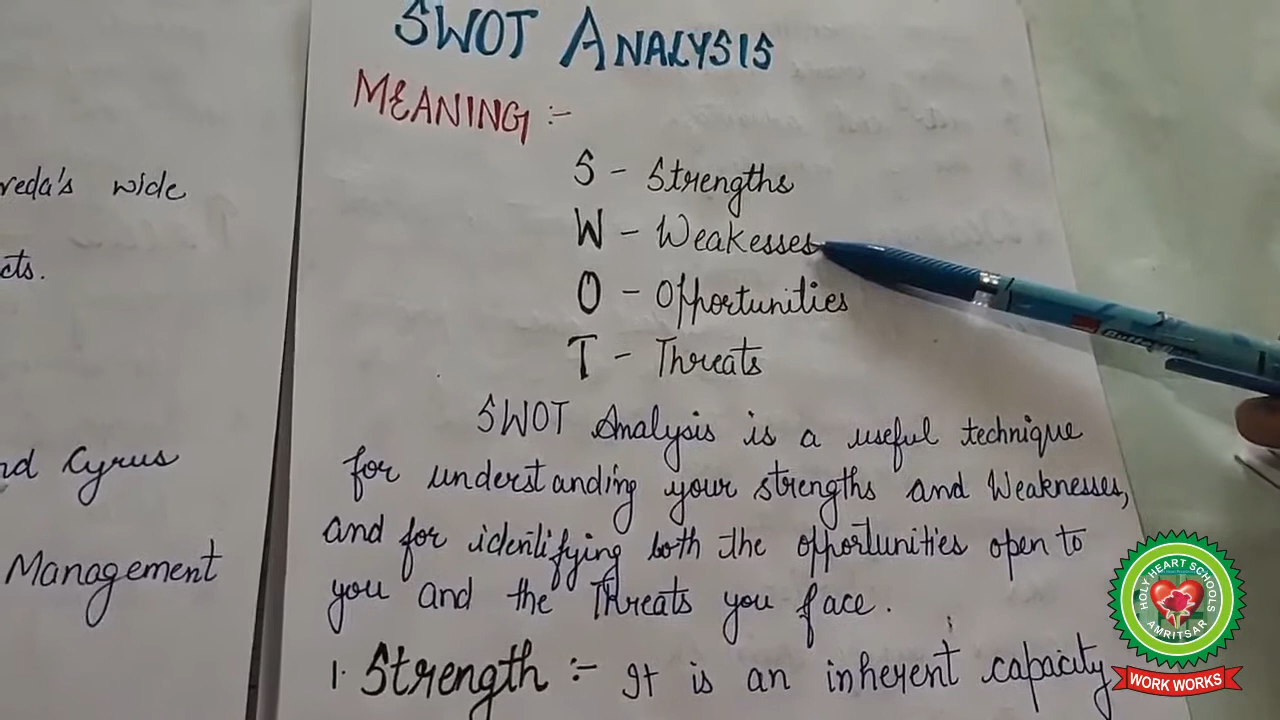 SWOT ANALYSIS
MEANING :-
S - Strengths
W - Weakesses
O - Opportunities
T - Threats
SWOT Analysis is a useful technique
for understanding your strengths and Weaknesses,
and for identifying both the opportunities open to
you and the Threats you face.
1. Strength :- It is an inherent capacity
reda's wide
cts.
nd Cyrus
Management
HOLY HEART SCHOOLS
AMRITSAR
WORK WORKS